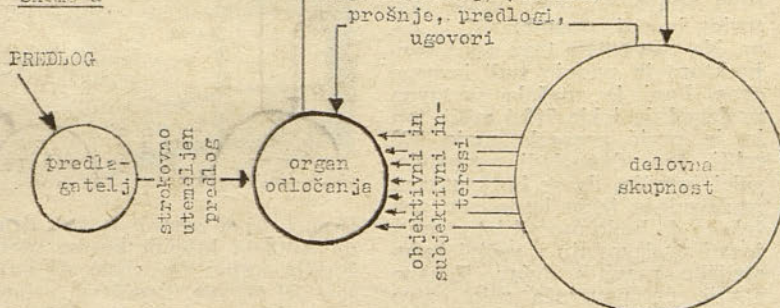 prošnje, predlogi,
ugovori
PREDLOG
predla-
gatelj
strokovno
utemeljen
predlog
organ
odločanja
objektivni in
subjektivni in-
teresi
delovna
skupnost